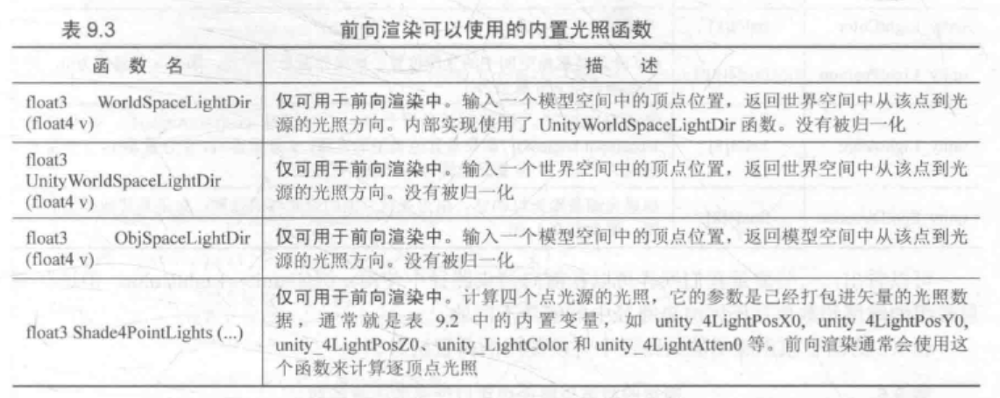 表 9.3 前向渲染可以使用的内置光照函数
函 数 名 描 述
float3 WorldSpaceLightDir
(float4 v)
仅可用于前向渲染中。输入一个模型空间中的顶点位置，返回世界空间中从该点到光
源的光照方向。内部实现使用了 UnityWorldSpaceLightDir 函数。没有被归一化
float3
UnityWorldSpaceLightDir
(float4 v)
仅可用于前向渲染中。输入一个世界空间中的顶点位置，返回世界空间中从该点到光
源的光照方向。没有被归一化
float3 ObjSpaceLightDir
(float4 v)
仅可用于前向渲染中。输入一个模型空间中的顶点位置，返回模型空间中从该点到光
源的光照方向。没有被归一化
float3 Shade4PointLights (...)
仅可用于前向渲染中。计算四个点光源的光照，它的参数是已经打包进矢量的光照数
据，通常就是表 9.2 中的内置变量，如 unity_4LightPosX0, unity_4LightPosY0,
unity_4LightPosZ0、unity_LightColor 和 unity_4LightAtten0 等。前向渲染通常会使用这
个函数来计算逐顶点光照